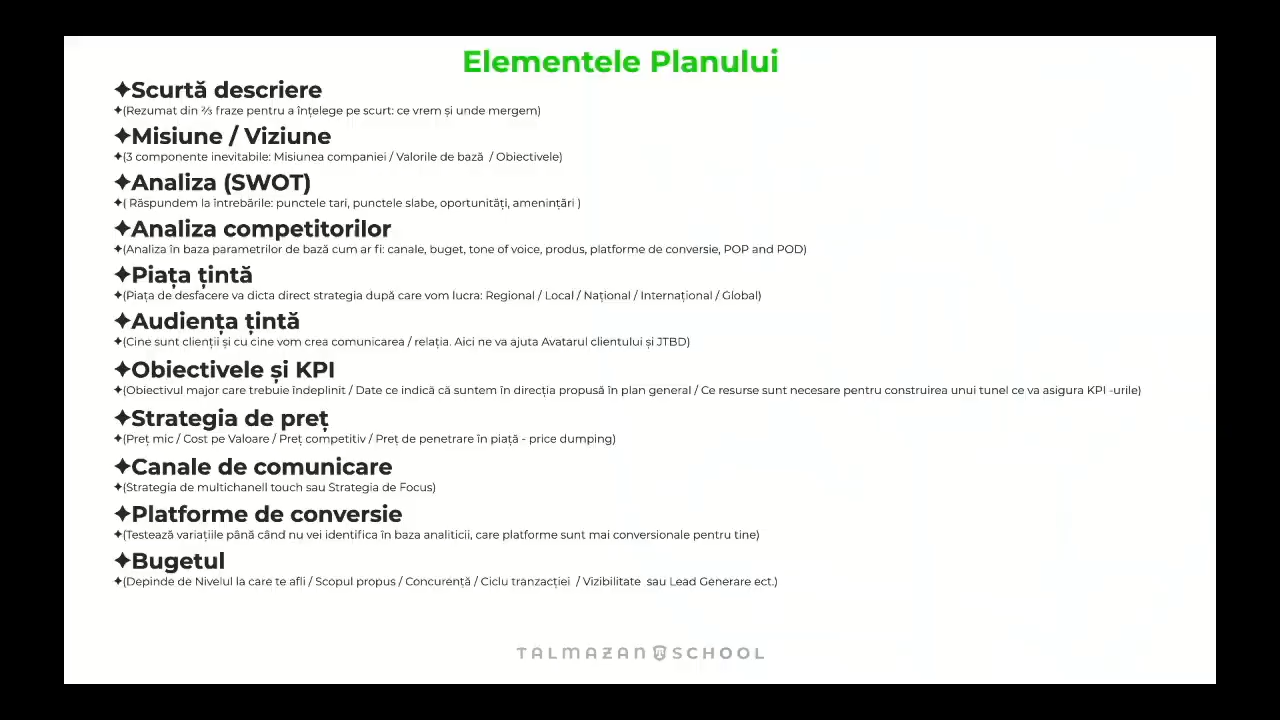 Elementele Planului
✦Scurtă descriere
✦(Rezumat din ⅔ fraze pentru a înțelege pe scurt: ce vrem și unde mergem)
✦Misiune / Viziune
✦(3 componente inevitabile: Misiunea companiei / Valorile de bază / Obiectivele)
✦Analiza (SWOT)
✦( Răspundem la întrebările: punctele tari, punctele slabe, oportunități, amenințări )
✦Analiza competitorilor
✦(Analiza în baza parametrilor de bază cum ar fi: canale, buget, tone of voice, produs, platforme de conversie, POP and POD)
✦Piața țintă
✦(Piața de desfacere va dicta direct strategia după care vom lucra: Regional / Local / Național / Internațional / Global)
✦Audiența țintă
✦(Cine sunt clienții și cu cine vom crea comunicarea / relația. Aici ne va ajuta Avatarul clientului și JTBD)
✦Obiectivele și KPI
✦(Obiectivul major care trebuie îndeplinit / Date ce indică că suntem în direcția propusă în plan general / Ce resurse sunt necesare pentru construirea unui tunel ce va asigura KPI -urile)
✦Strategia de preț
✦(Preț mic / Cost pe Valoare / Preț competitiv / Preț de penetrare în piață - price dumping)
✦Canale de comunicare
✦(Strategia de multichanell touch sau Strategia de Focus)
✦Platforme de conversie
✦(Testează variațiile până când nu vei identifica în baza analiticii, care platforme sunt mai conversionale pentru tine)
✦Bugetul
✦(Depinde de Nivelul la care te afli / Scopul propus / Concurență / Ciclu tranzacției / Vizibilitate sau Lead Generare ect.)
TALMAZAN SCHOOL